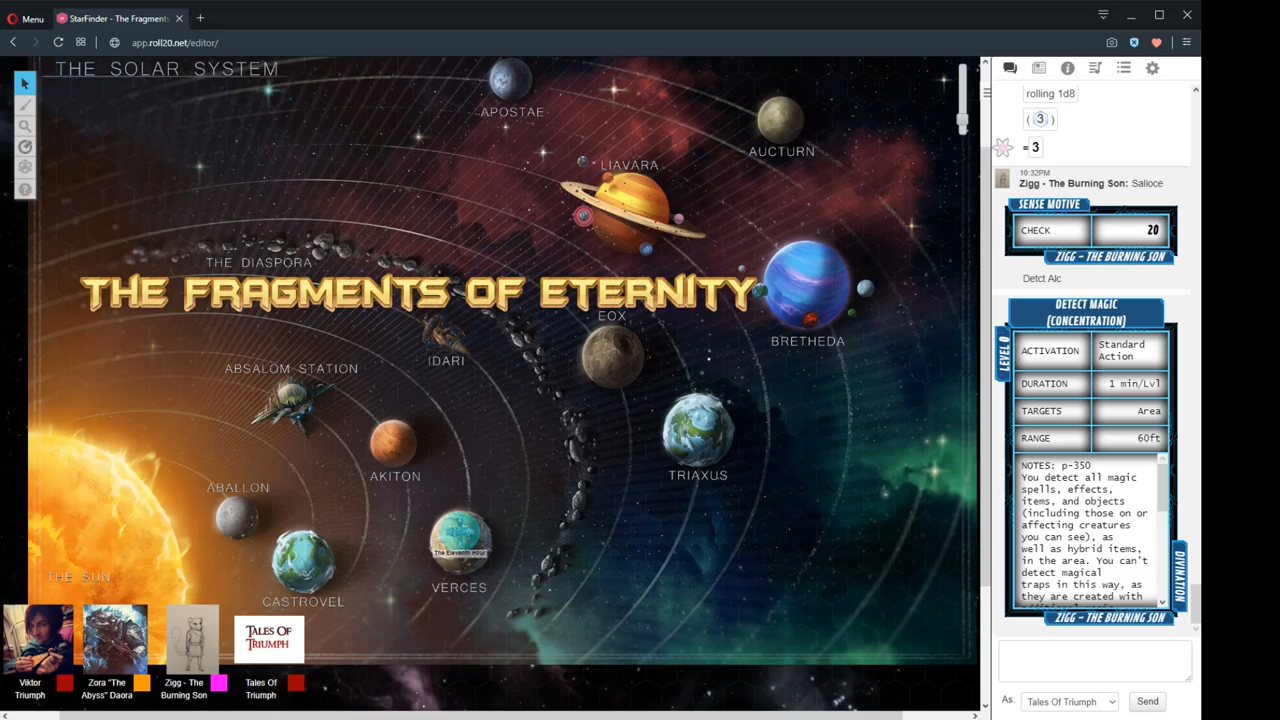 Menu
StarFinder - The Fragments
app.roll20.net/editor/
THE SOLAR SYSTEM
APOSTAE
AUCTURN
LIAVARA
THE DIASPORA
THE FRAGMENTS OF ETERNITY
EOX
BRETHEDA
IDARI
ABSALOM STATION
AKITON
TRIAXUS
ABALLON
The Eleventh Hour
VERCES
THE SUN
CASTROVEL
TALES OF
TRIUMPH
Viktor
Triumph
Zora "The
Abyss" Daora
Zigg - The
Burning Son
Tales Of
Triumph
rolling 1d8
(3)
=3
10:32PM
Zigg - The Burning Son: Salioce
SENSE MOTIVE
CHECK 20
ZIGG - THE BURNING SON
Detct Alc
DETECT MAGIC
(CONCENTRATION)
LEVEL 0
ACTIVATION Standard
Action
DURATION 1 min/Lvl
TARGETS Area
RANGE 60ft
NOTES: p-350
You detect all magic
spells, effects,
items, and objects
(including those on or
affecting creatures
you can see), as
well as hybrid items,
in the area. You can't
detect magical
traps in this way, as
they are created with
DIVINATION
ZIGG - THE BURNING SON
As: Tales Of Triumph
Send